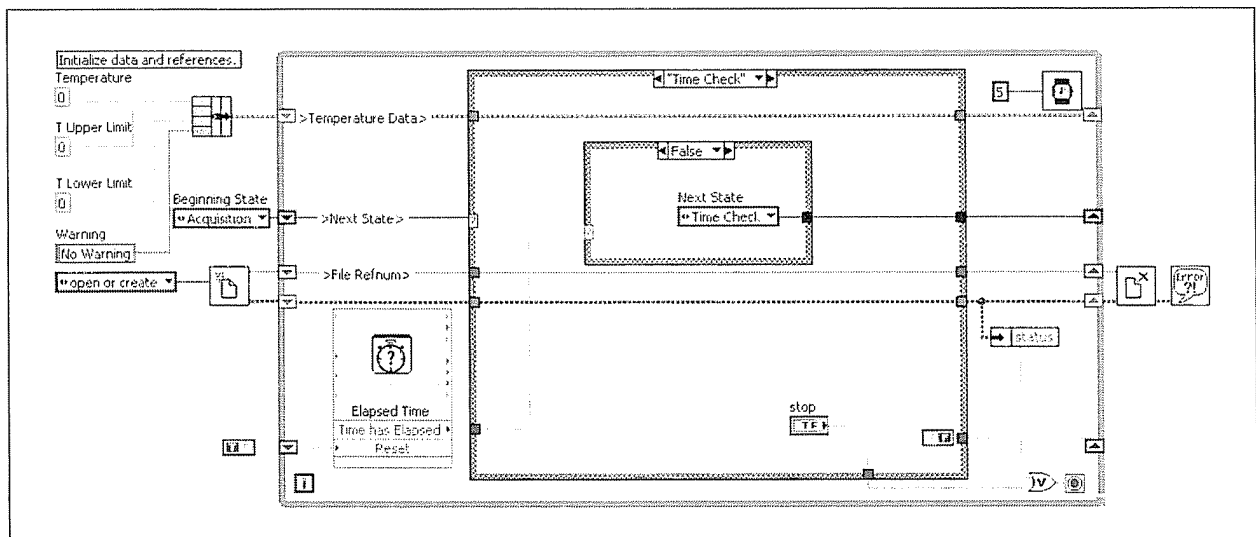 Initialize data and references.
Temperature
0
T Upper Limit
0
T Lower Limit
0
Warning
No Warning
open or create
Beginning State
Acquisition
>Temperature Data>
>Next State>
>File Refnum>
"Time Check"
False
Next State
Time Check
5
Elapsed Time
Time has Elapsed
Reset
stop
TF
status
Error
?!
?
i